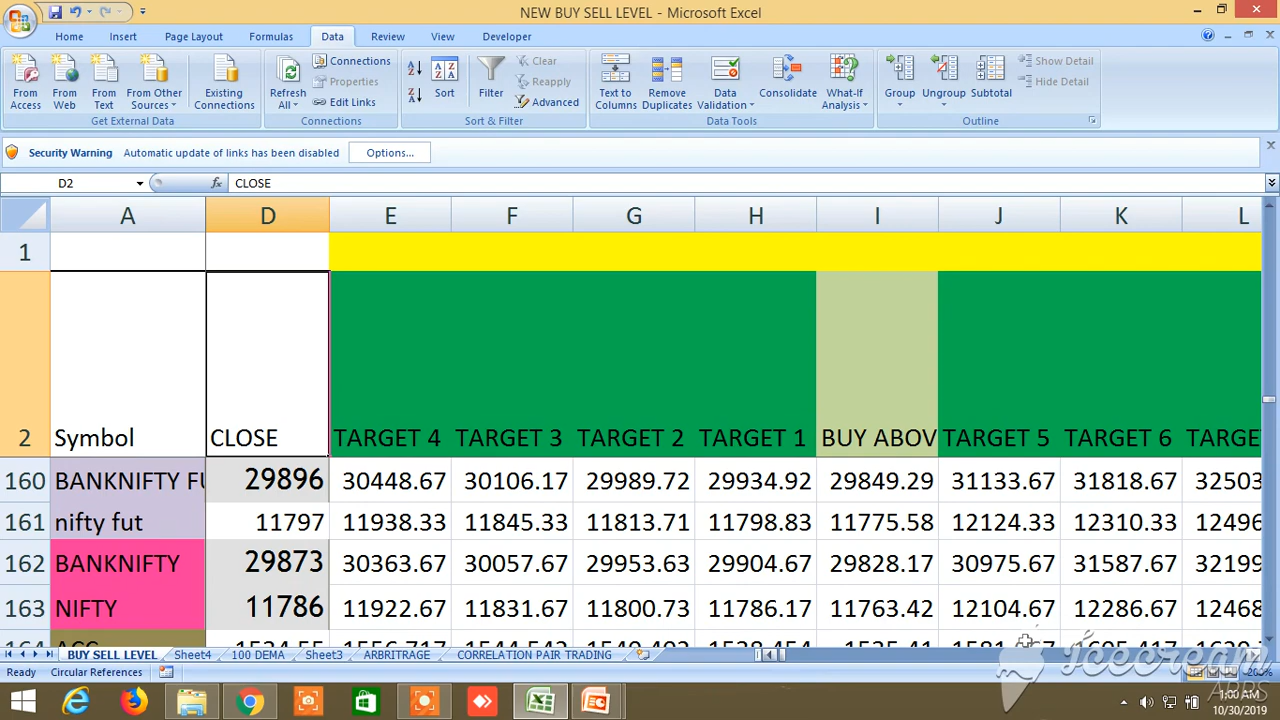 NEW BUY SELL LEVEL - Microsoft Excel
Home Insert Page Layout Formulas Data Review View Developer
From Access From Web From Text From Other Sources Existing Connections Refresh All Connections Properties Edit Links Sort Filter Clear Reapply Advanced Text to Columns Remove Duplicates Data Validation Consolidate What-If Analysis Group Ungroup Subtotal Show Detail Hide Detail
Get External Data Connections Sort & Filter Data Tools Outline
Security Warning Automatic update of links has been disabled Options...
D2 fx CLOSE
A D E F G H I J K L
1
2 Symbol CLOSE TARGET 4 TARGET 3 TARGET 2 TARGET 1 BUY ABOV TARGET 5 TARGET 6 TARGE
160 BANKNIFTY FU 29896 30448.67 30106.17 29989.72 29934.92 29849.29 31133.67 31818.67 32503
161 nifty fut 11797 11938.33 11845.33 11813.71 11798.83 11775.58 12124.33 12310.33 12496
162 BANKNIFTY 29873 30363.67 30057.67 29953.63 29904.67 29828.17 30975.67 31587.67 32199
163 NIFTY 11786 11922.67 11831.67 11800.73 11786.17 11763.42 12104.67 12286.67 12468
BUY SELL LEVEL Sheet4 100 DEMA Sheet3 ARBITRAGE CORRELATION PAIR TRADING
Ready Circular References 200%
Icecream
APPS
1:00 AM
10/30/2019